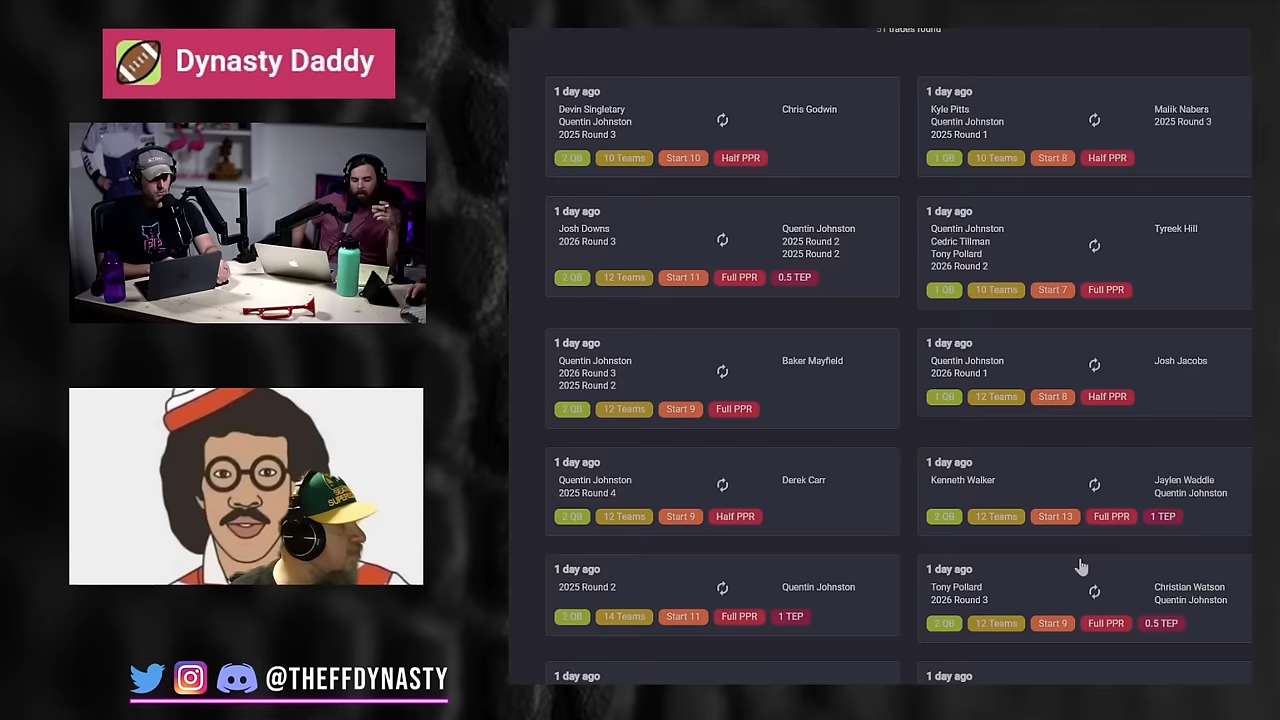 Dynasty Daddy
51 trades found
1 day ago
Devin Singletary
Quentin Johnston
2025 Round 3
Chris Godwin
2 QB 10 Teams Start 10 Half PPR
1 day ago
Kyle Pitts
Quentin Johnston
2025 Round 1
Malik Nabers
2025 Round 3
1 QB 10 Teams Start 8 Half PPR
1 day ago
Josh Downs
2026 Round 3
Quentin Johnston
2025 Round 2
2025 Round 2
2 QB 12 Teams Start 11 Full PPR 0.5 TEP
1 day ago
Quentin Johnston
Cedric Tillman
Tony Pollard
2026 Round 2
Tyreek Hill
1 QB 10 Teams Start 7 Full PPR
1 day ago
Quentin Johnston
2026 Round 3
2025 Round 2
Baker Mayfield
2 QB 12 Teams Start 9 Full PPR
1 day ago
Quentin Johnston
2026 Round 1
Josh Jacobs
1 QB 12 Teams Start 8 Half PPR
1 day ago
Quentin Johnston
2025 Round 4
Derek Carr
2 QB 12 Teams Start 9 Half PPR
1 day ago
Kenneth Walker
Jaylen Waddle
Quentin Johnston
2 QB 12 Teams Start 13 Full PPR 1 TEP
1 day ago
2025 Round 2
Quentin Johnston
2 QB 14 Teams Start 11 Full PPR 1 TEP
1 day ago
Tony Pollard
2026 Round 3
Christian Watson
Quentin Johnston
2 QB 12 Teams Start 9 Full PPR 0.5 TEP
1 day ago
1 day ago
@THEFFDYNASTY